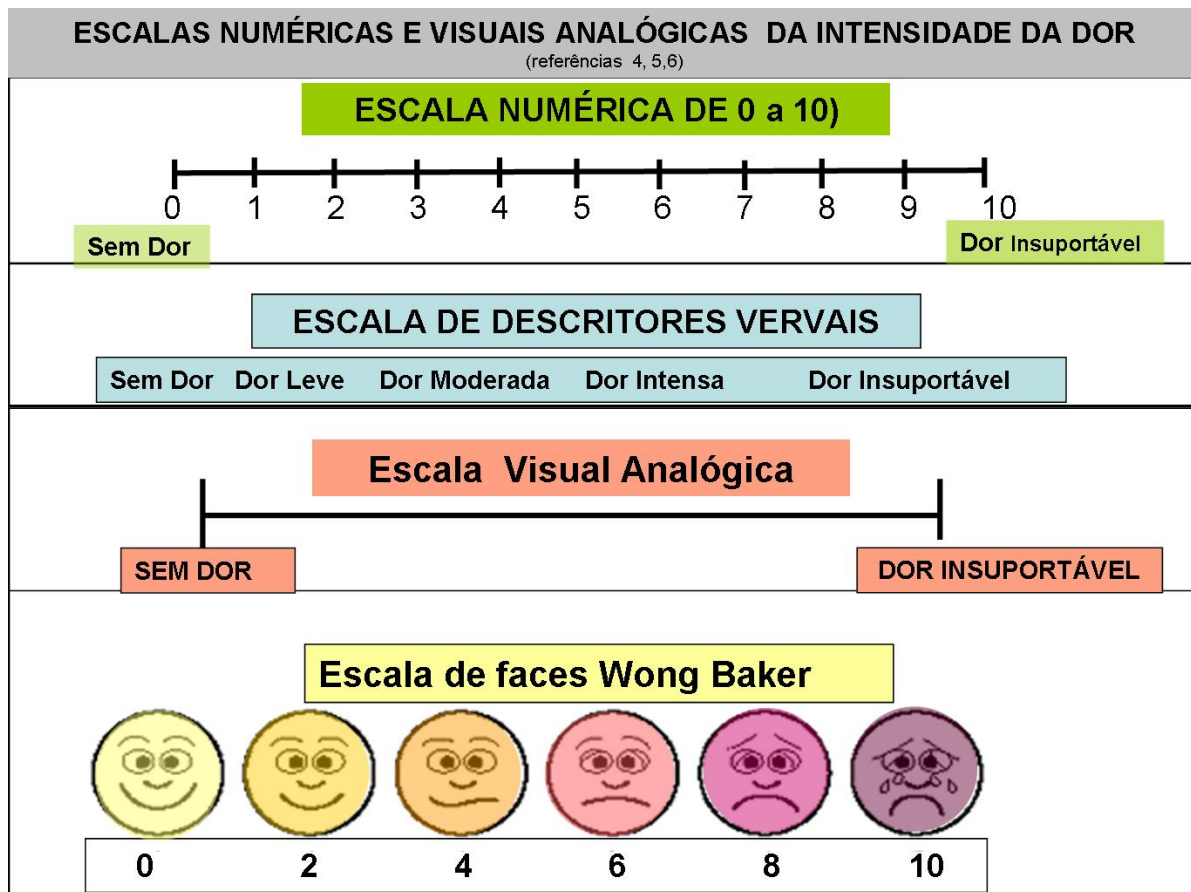 ESCALAS NUMÉRICAS E VISUAIS ANALÓGICAS DA INTENSIDADE DA DOR
(referências 4, 5,6)
ESCALA NUMÉRICA DE 0 a 10)
0 1 2 3 4 5 6 7 8 9 10
Sem Dor Dor Insuportável
ESCALA DE DESCRITORES VERVAIS
Sem Dor Dor Leve Dor Moderada Dor Intensa Dor Insuportável
Escala Visual Analógica
SEM DOR DOR INSUPORTÁVEL
Escala de faces Wong Baker
0 2 4 6 8 10